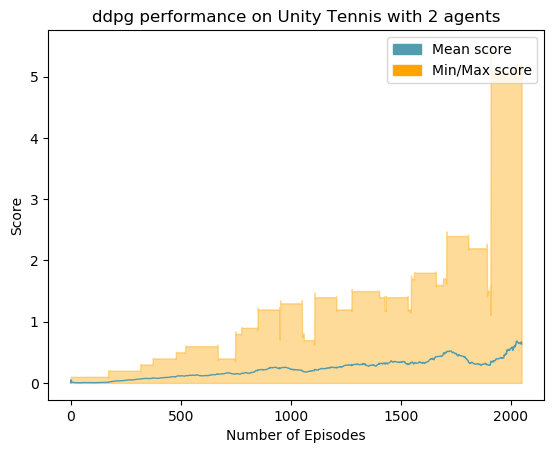 ddpg performance on Unity Tennis with 2 agents
Mean score
Min/Max score
5
4
3
2
1
0
Score
0 500 1000 1500 2000
Number of Episodes